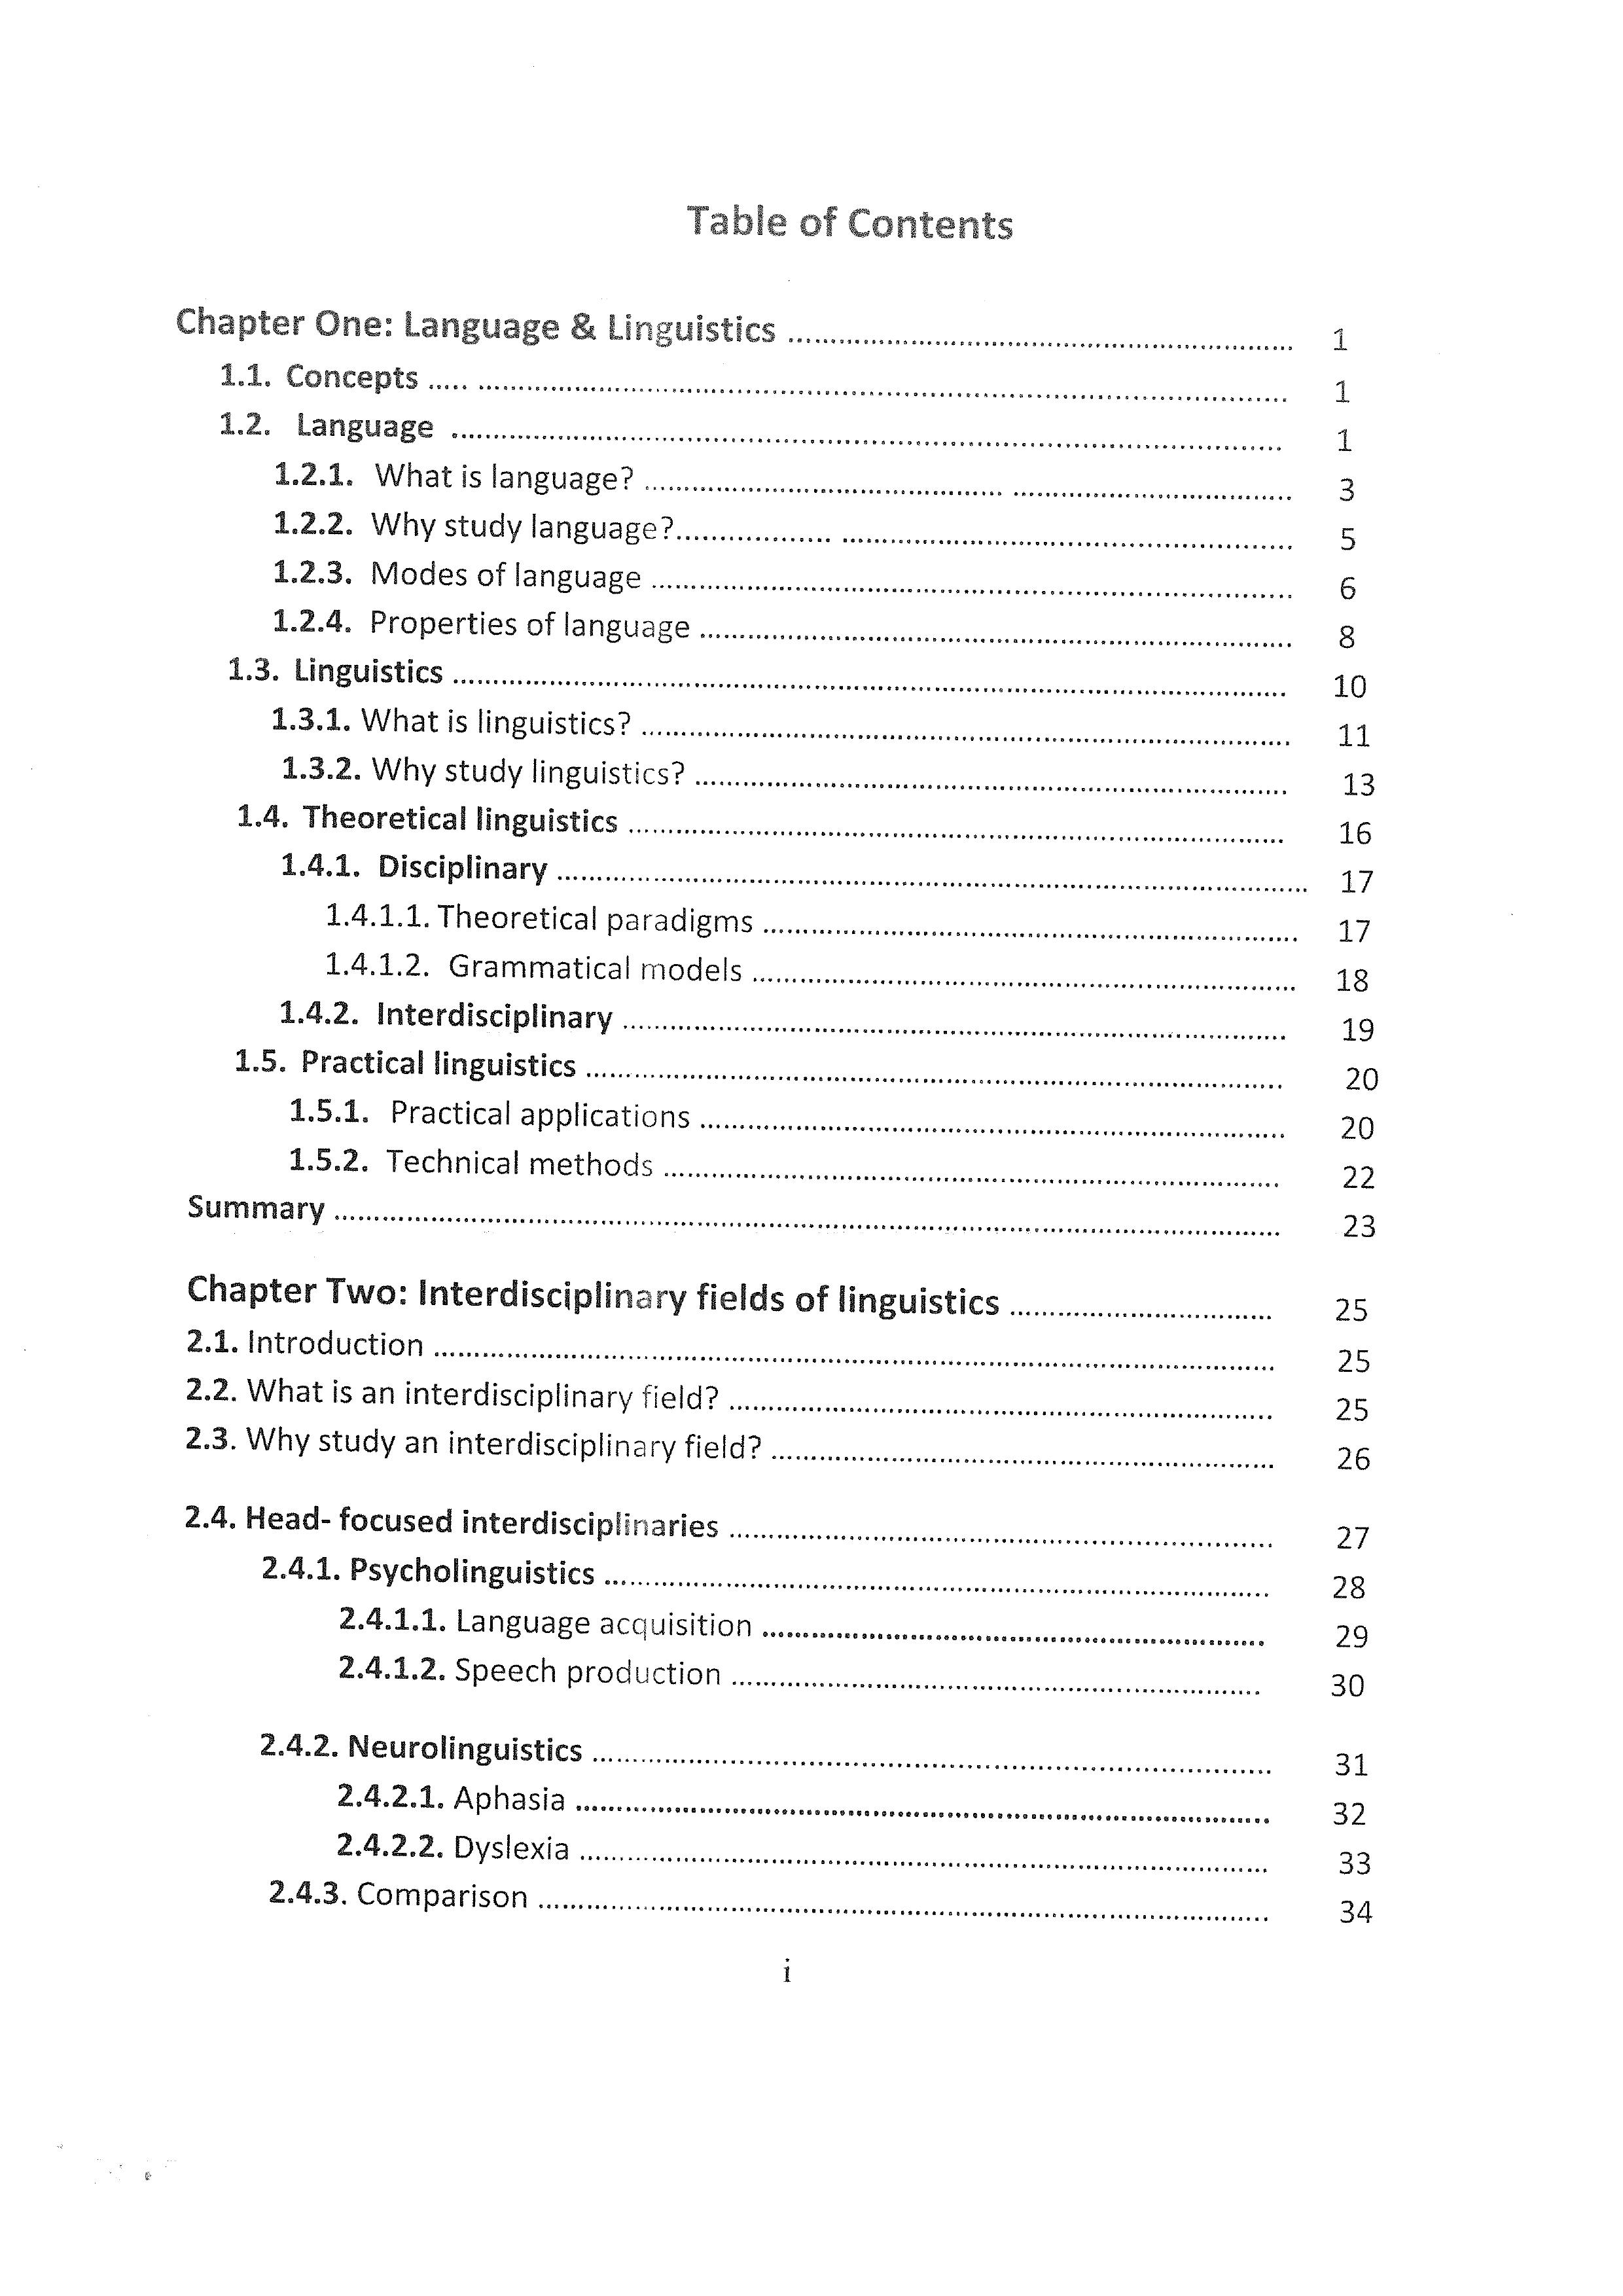 Table of Contents
Chapter One: Language & Linguistics ........................................ 1
1.1. Concepts ..... ........................................ 1
1.2. Language ........................................ 1
1.2.1. What is language? ........................................ 3
1.2.2. Why study language?........................................ 5
1.2.3. Modes of language ........................................ 6
1.2.4. Properties of language ........................................ 8
1.3. Linguistics ........................................ 10
1.3.1. What is linguistics? ........................................ 11
1.3.2. Why study linguistics? ........................................ 13
1.4. Theoretical linguistics ........................................ 16
1.4.1. Disciplinary ........................................ 17
1.4.1.1. Theoretical paradigms ........................................ 17
1.4.1.2. Grammatical models ........................................ 18
1.4.2. Interdisciplinary ........................................ 19
1.5. Practical linguistics ........................................ 20
1.5.1. Practical applications ........................................ 20
1.5.2. Technical methods ........................................ 22
Summary ........................................ 23
Chapter Two: Interdisciplinary fields of linguistics ........................................ 25
2.1. Introduction ........................................ 25
2.2. What is an interdisciplinary field? ........................................ 25
2.3. Why study an interdisciplinary field? ........................................ 26
2.4. Head- focused interdisciplinaries ........................................ 27
2.4.1. Psycholinguistics ........................................ 28
2.4.1.1. Language acquisition ........................................ 29
2.4.1.2. Speech production ........................................ 30
2.4.2. Neurolinguistics ........................................ 31
2.4.2.1. Aphasia ........................................ 32
2.4.2.2. Dyslexia ........................................ 33
2.4.3. Comparison ........................................ 34
i